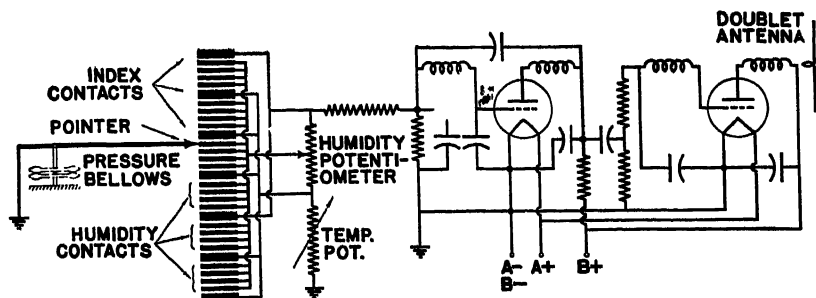 DOUBLET
ANTENNA
INDEX
CONTACTS
POINTER
PRESSURE
BELLOWS
HUMIDITY
CONTACTS
HUMIDITY
POTENTI-
OMETER
TEMP.
POT.
A- A+ B+
B-